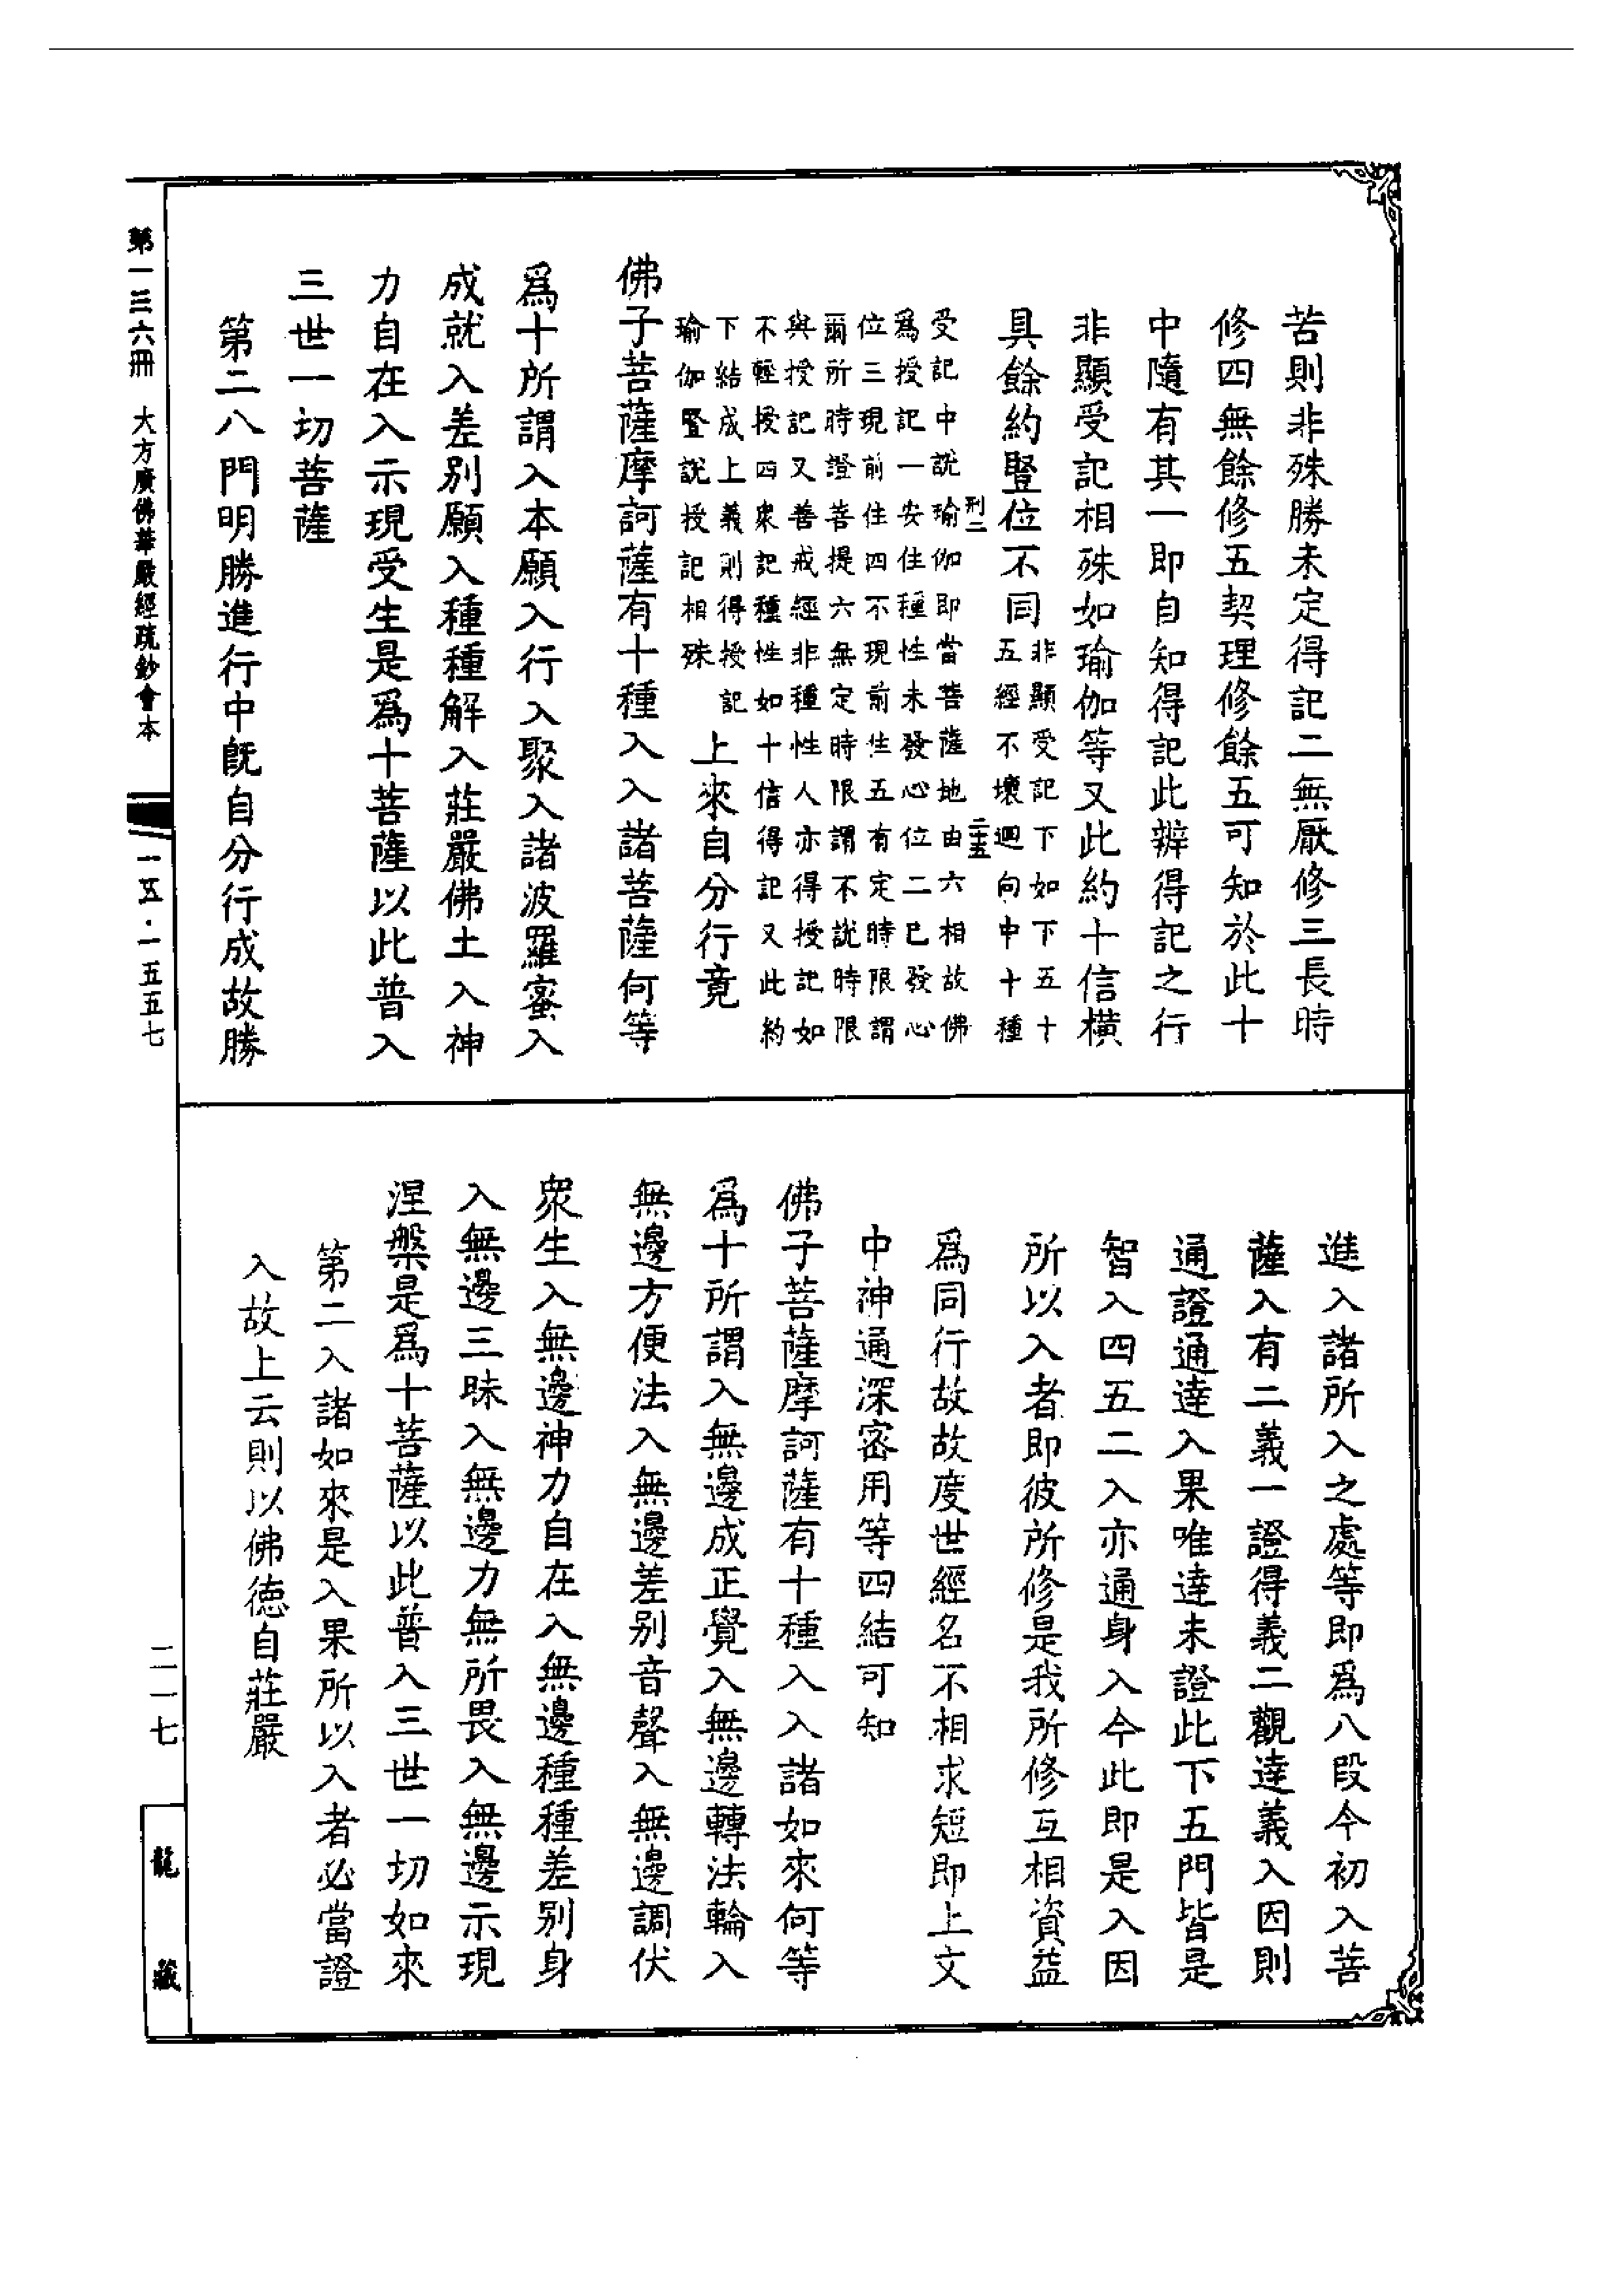 苦則非殊勝未定得記二無厭修三長時
修四無餘修五契理修餘五可知於此十
中隨有其一即自知得記此辨得記之行
非顯受記相殊如瑜伽等又此約十信橫
具餘約豎位不同
非顯受記下如下五十
五經不壞迴向中十種
刑二
二五
受記中說瑜伽即當菩薩地由六相故佛
爲授記一安住種性未發心位二已發心
位三現前住四不現前住五有定時限謂
爾所時證菩提六無定時限謂不說時限
與授記又善戒經非種性人亦得授記如
不輕授四衆記種性如十信得記又此約
下結成上義則得授記
瑜伽豎說授記相殊
上來自分行竟
佛子菩薩摩訶薩有十種入入諸菩薩何等
爲十所謂入本願入行入聚入諸波羅蜜入
成就入差別願入種種解入莊嚴佛土入神
力自在入示現受生是爲十菩薩以此普入
三世一切菩薩
第二八門明勝進行中旣自分行成故勝
進入諸所入之處等即爲八段今初入菩
薩入有二義一證得義二觀達義入因則
通證通達入果唯達未證此下五門皆是
智入四五二入亦通身入今此即是入因
所以入者即彼所修是我所修互相資益
爲同行故故度世經名不相求短即上文
中神通深密用等四結可知
佛子菩薩摩訶薩有十種入入諸如來何等
爲十所謂入無邊成正覺入無邊轉法輪入
無邊方便法入無邊差别音聲入無邊調伏
衆生入無邊神力自在入無邊種種差别身
入無邊三昧入無邊力無所畏入無邊示現
涅槃是爲十菩薩以此普入三世一切如來
第二入諸如來是入果所以入者必當證
入故上云則以佛德自莊嚴
第一三六冊　大方廣佛華嚴經疏鈔會本
一五·一五五七
二一七
龍藏